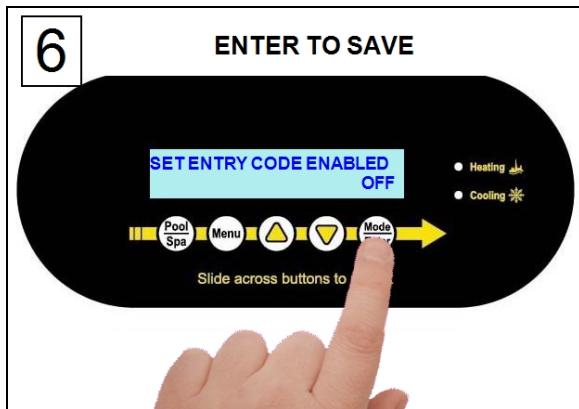 6
ENTER TO SAVE
SET ENTRY CODE ENABLED
OFF
Heating
Cooling
Pool
Spa
Menu
Mode
Slide across buttons to